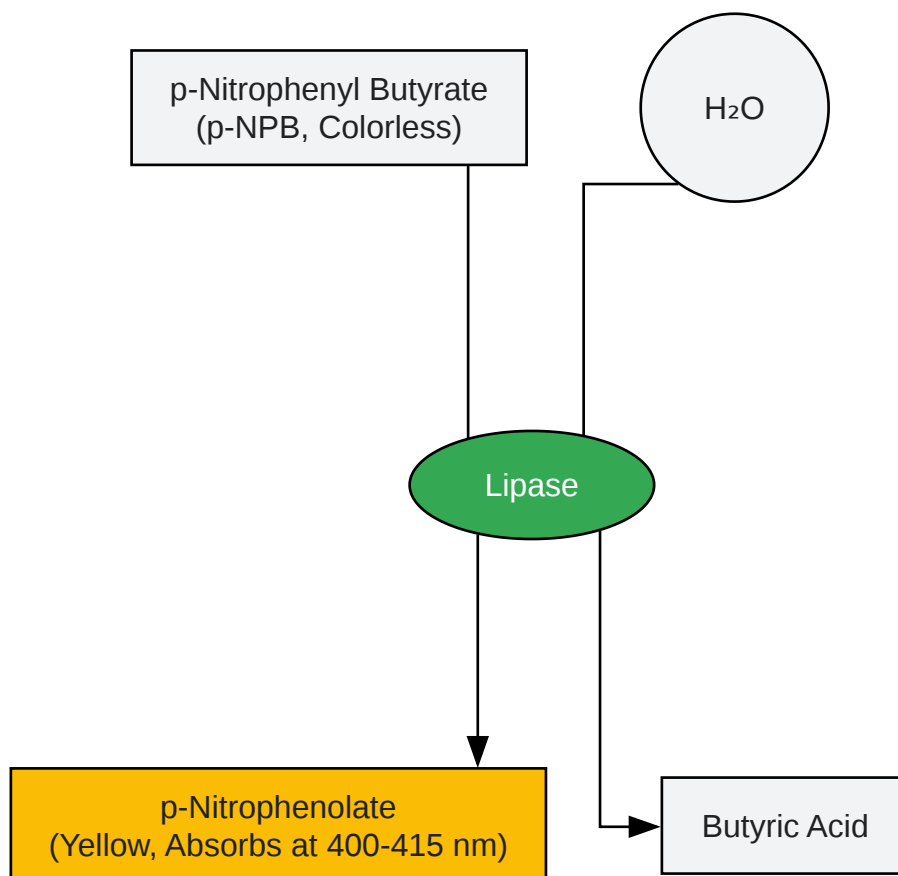 p-Nitrophenyl Butyrate
(p-NPB, Colorless)
H₂O
Lipase
p-Nitrophenolate
(Yellow, Absorbs at 400-415 nm)
Butyric Acid